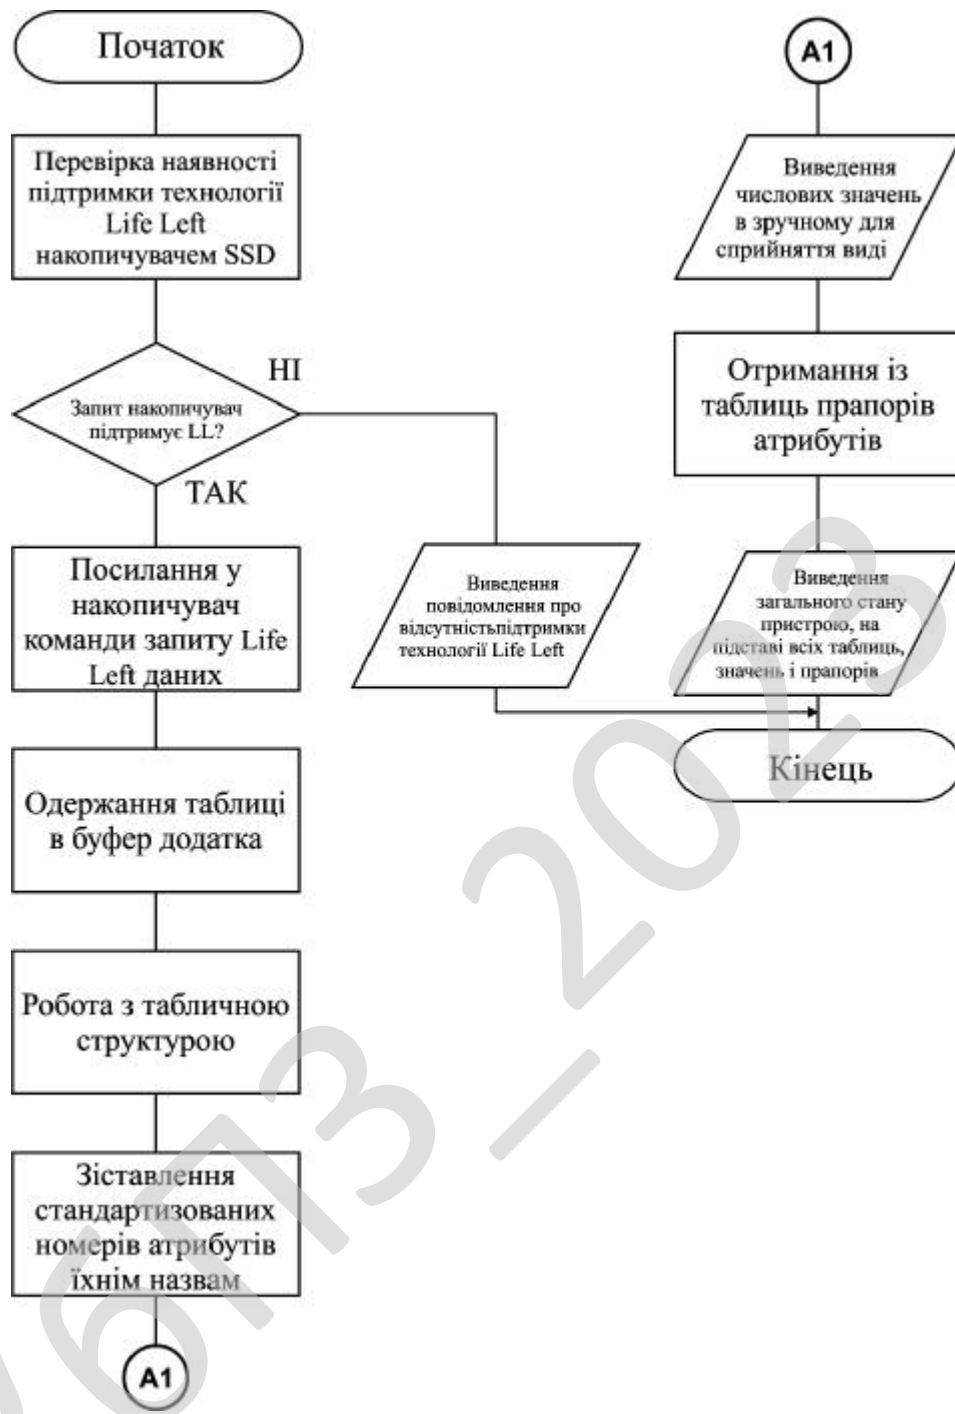 Початок
Перевірка наявності
підтримки технології
Life Left
накопичувачем SSD
Запит накопичувач
підтримує LL?
НІ
ТАК
Посилання у
накопичувач
команди запиту Life
Left даних
Виведення
повідомлення про
відсутністьпідтримки
технології Life Left
Одержання таблиці
в буфер додатка
Робота з табличною
структурою
Зіставлення
стандартизованих
номерів атрибутів
їхнім назвам
А1
А1
Виведення
числових значень
в зручному для
сприйняття виді
Отримання із
таблиць прапорів
атрибутів
Виведення
загального стану
пристрою, на
підставі всіх таблиць,
значень і прапорів
Кінець
6ПЗ_2023